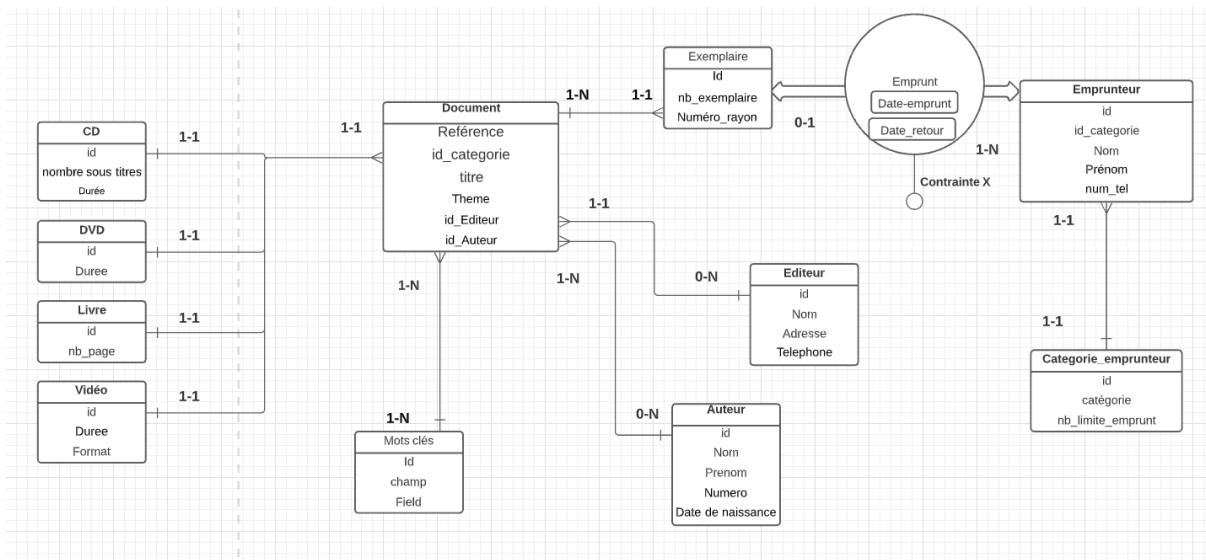 CD
id
nombre sous titres
Durée
1-1
DVD
id
Duree
1-1
Livre
id
nb_page
1-1
Vidéo
id
Duree
Format
1-1
1-1
Document
Reférence
id_categorie
titre
Theme
id_Editeur
id_Auteur
1-N
1-1
Exemplaire
Id
nb_exemplaire
Numéro_rayon
0-1
Emprunt
Date-emprunt
Date_retour
Contrainte X
1-N
Emprunteur
id
id_categorie
Nom
Prénom
num_tel
1-1
1-1
Categorie_emprunteur
id
catégorie
nb_limite_emprunt
1-1
0-N
Editeur
id
Nom
Adresse
Telephone
1-N
0-N
Auteur
id
Nom
Prenom
Numero
Date de naissance
1-N
1-N
Mots clés
Id
champ
Field